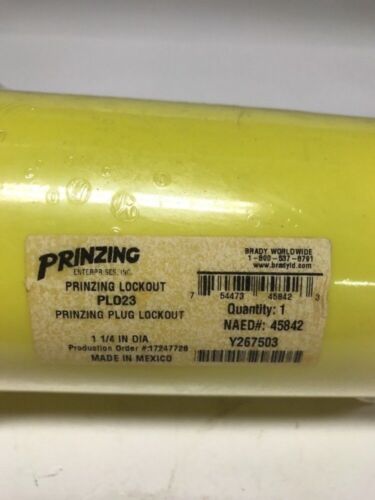 PRINZING
ENTERPRISES, INC.
PRINZING LOCKOUT
PLO23
PRINZING PLUG LOCKOUT
1 1/4 IN DIA
Production Order #:17247728
MADE IN MEXICO
BRADY WORLDWIDE
1-800-537-8791
www.bradyid.com
7 54473 45842 3
Quantity: 1
NAED#: 45842
Y267503